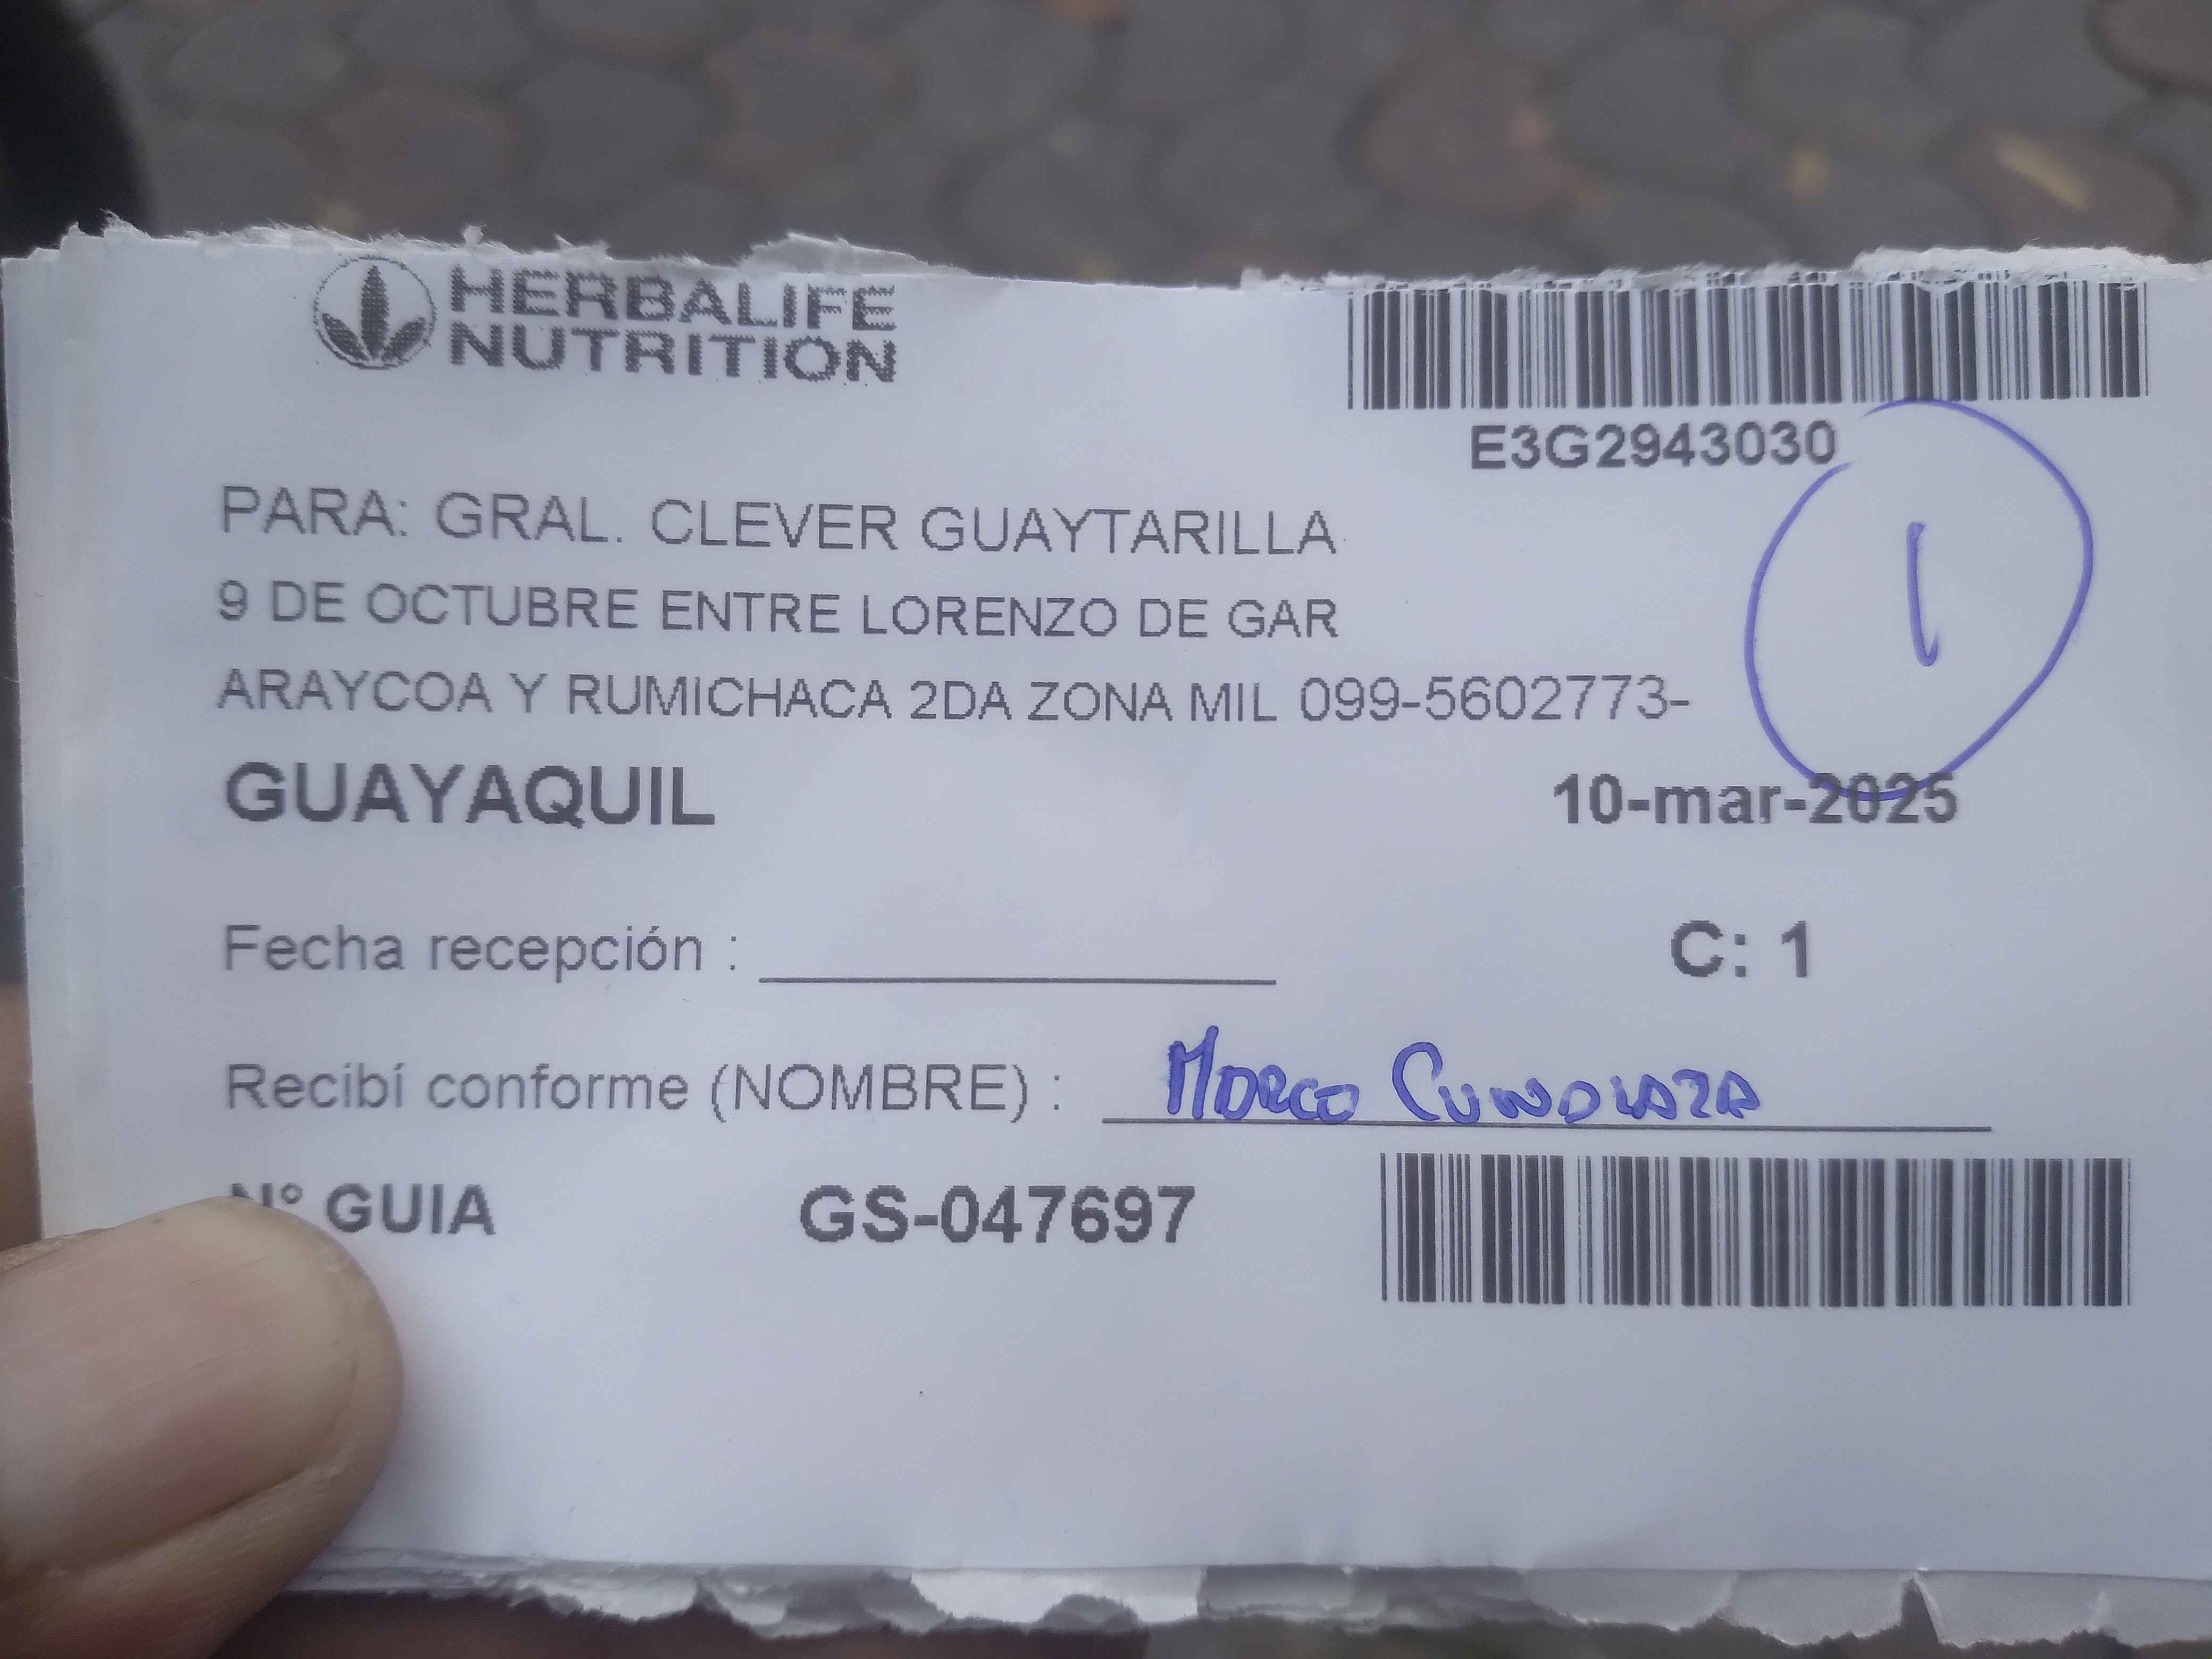 HERBALIFE
NUTRITION
E3G2943030
PARA: GRAL. CLEVER GUAYTARILLA
9 DE OCTUBRE ENTRE LORENZO DE GAR
ARAYCOA Y RUMICHACA 2DA ZONA MIL 099-5602773-
1
GUAYAQUIL 10-mar-2025
Fecha recepción : C: 1
Recibí conforme (NOMBRE) : Marco
N° GUIA GS-047697